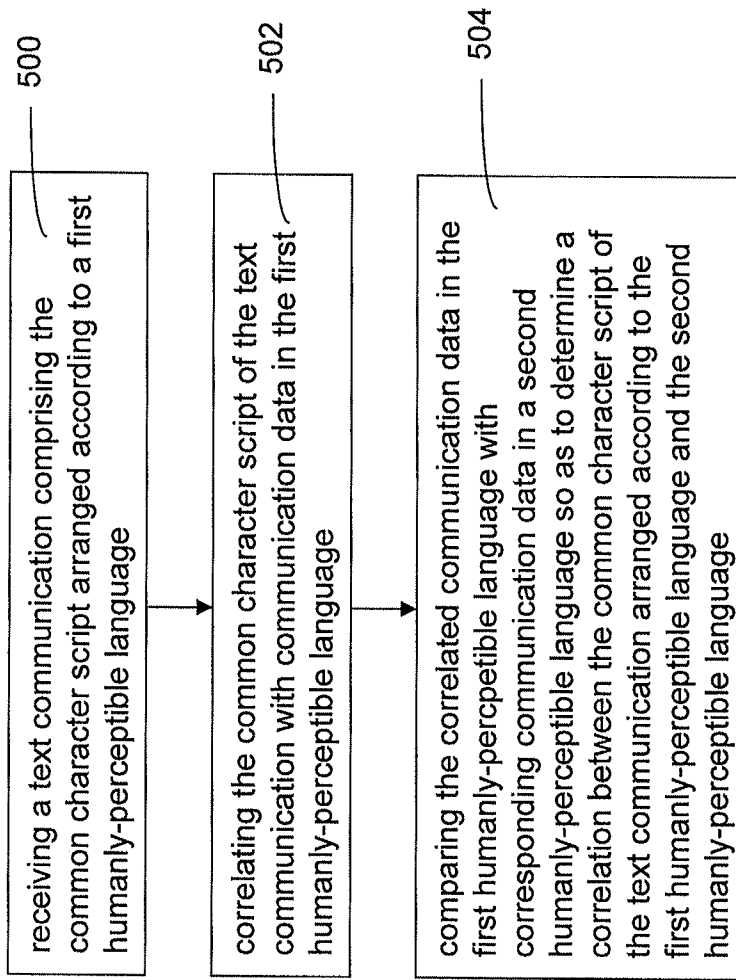 receiving a text communication comprising the
common character script arranged according to a first
humanly-perceptible language
500
correlating the common character script of the text
communication with communication data in the first
humanly-perceptible language
502
comparing the correlated communication data in the
first humanly-percpetible language with
corresponding communication data in a second
humanly-perceptible language so as to determine a
correlation between the common character script of
the text communication arranged according to the
first humanly-perceptible language and the second
humanly-perceptible language
504